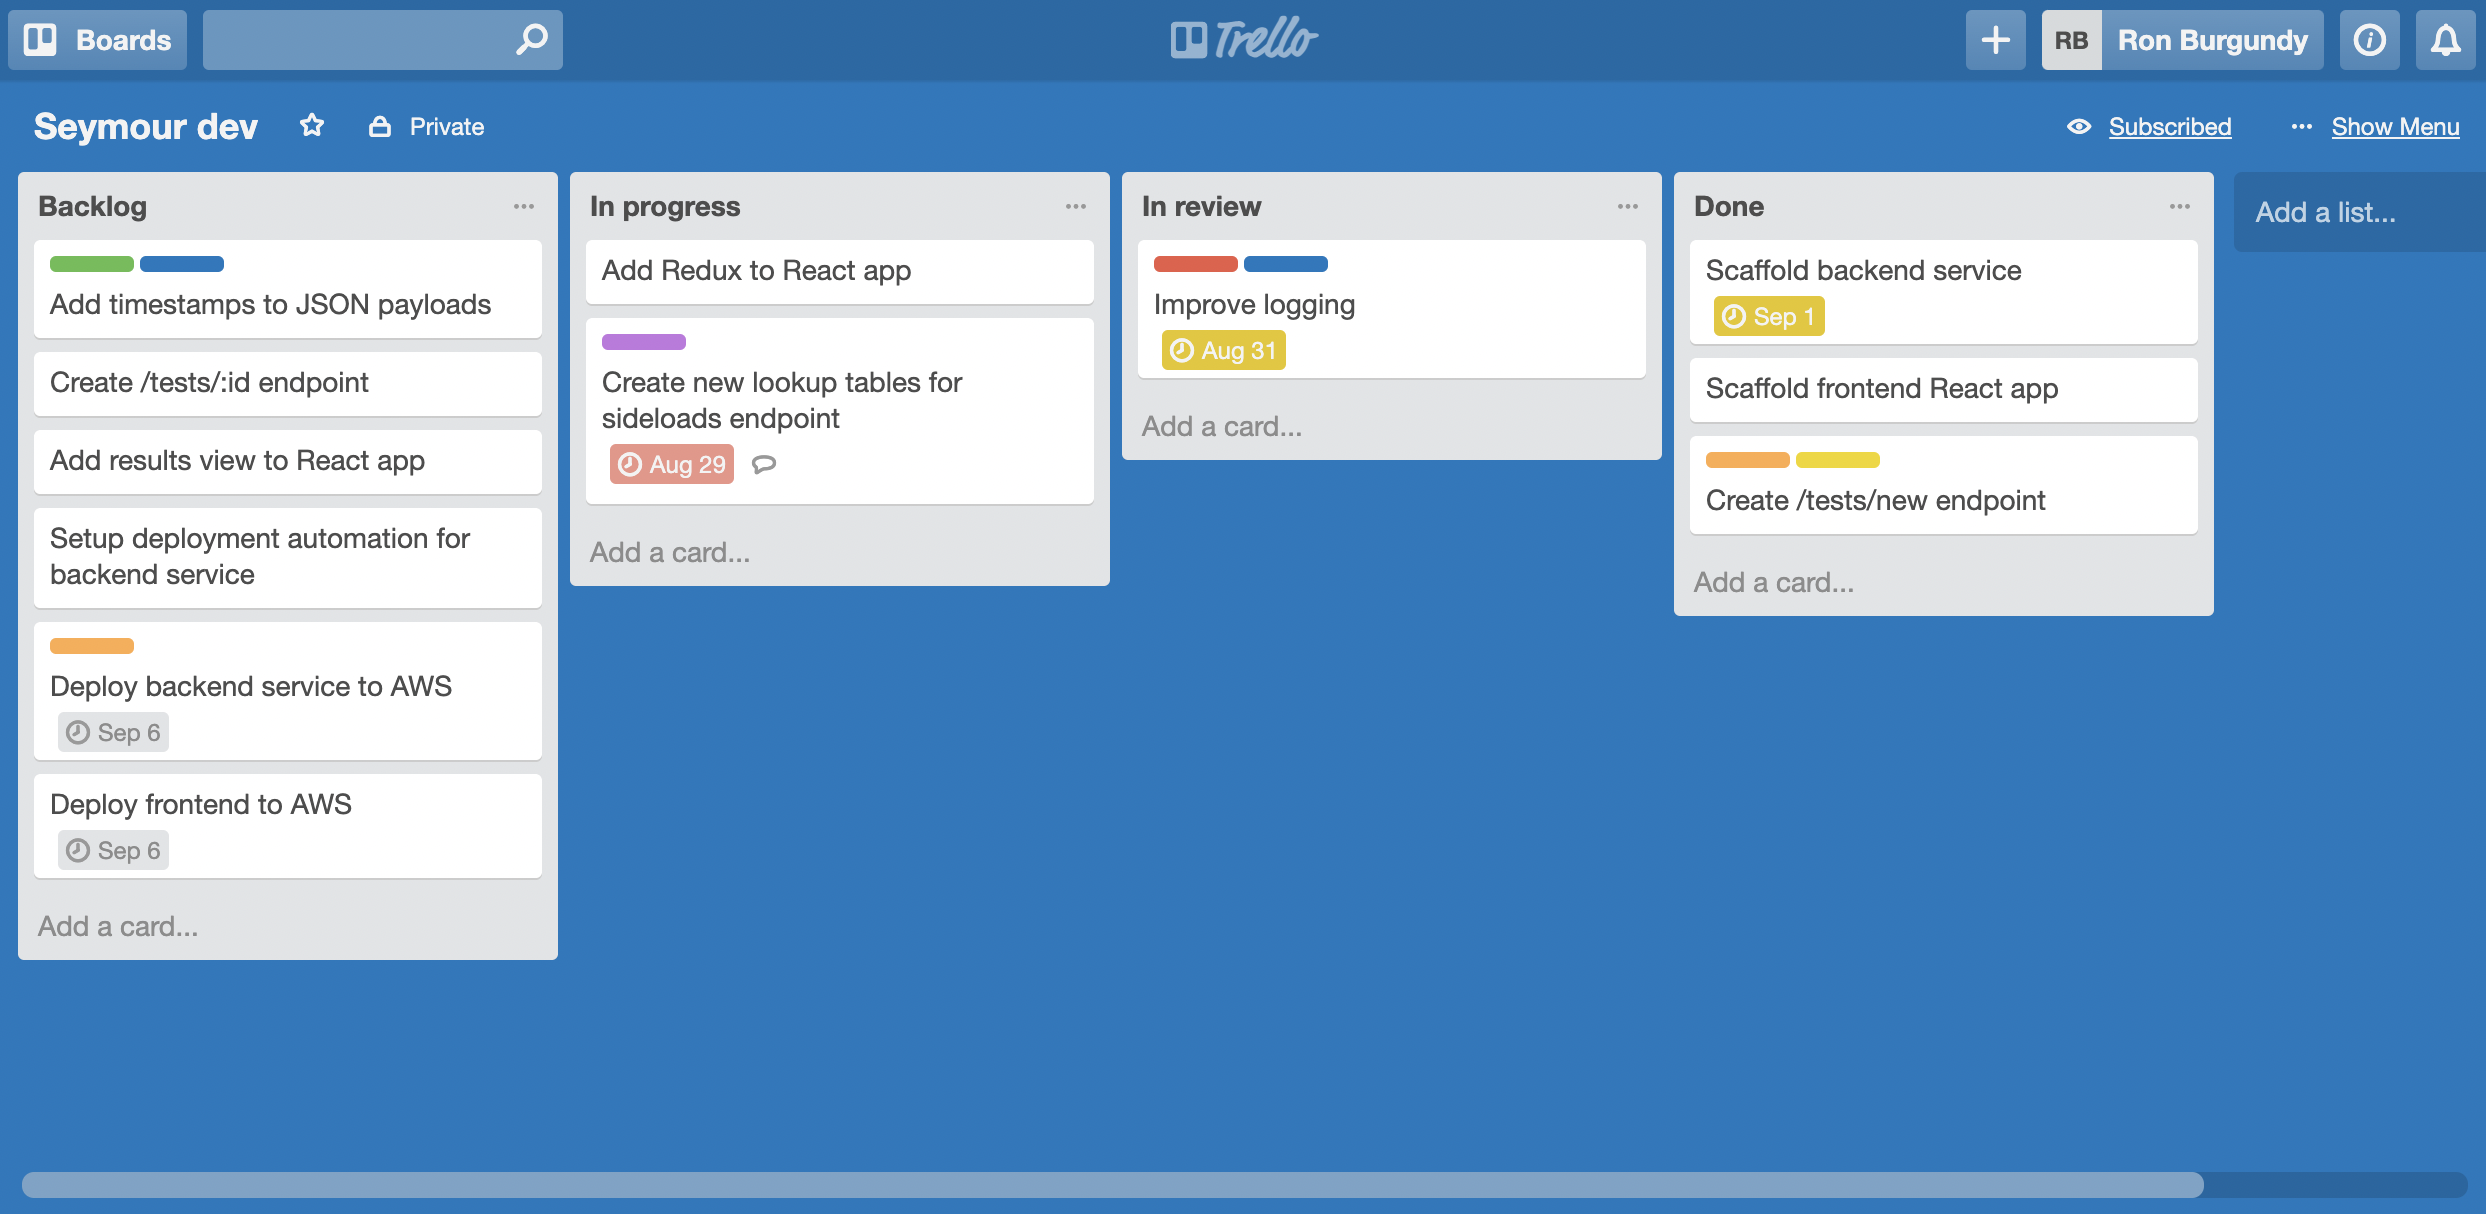 Boards
Trello
RB
Ron Burgundy
Seymour dev
Private
Subscribed
Show Menu
Backlog
Add timestamps to JSON payloads
Create /tests/:id endpoint
Add results view to React app
Setup deployment automation for
backend service
Deploy backend service to AWS
Sep 6
Deploy frontend to AWS
Sep 6
Add a card...
In progress
Add Redux to React app
Create new lookup tables for
sideloads endpoint
Aug 29
Add a card...
In review
Improve logging
Aug 31
Add a card...
Done
Scaffold backend service
Sep 1
Scaffold frontend React app
Create /tests/new endpoint
Add a card...
Add a list...